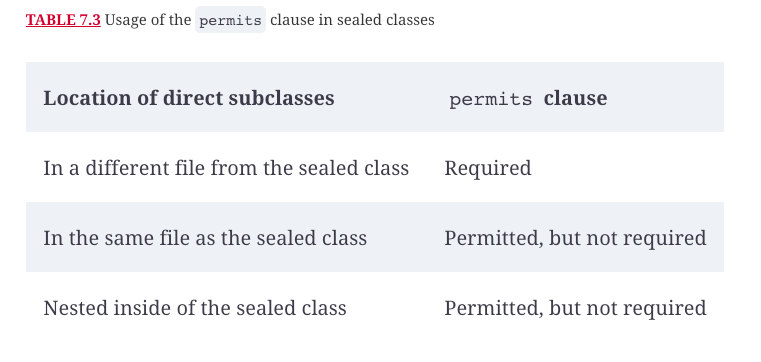 TABLE 7.3 Usage of the permits clause in sealed classes
Location of direct subclasses permits clause
In a different file from the sealed class Required
In the same file as the sealed class Permitted, but not required
Nested inside of the sealed class Permitted, but not required